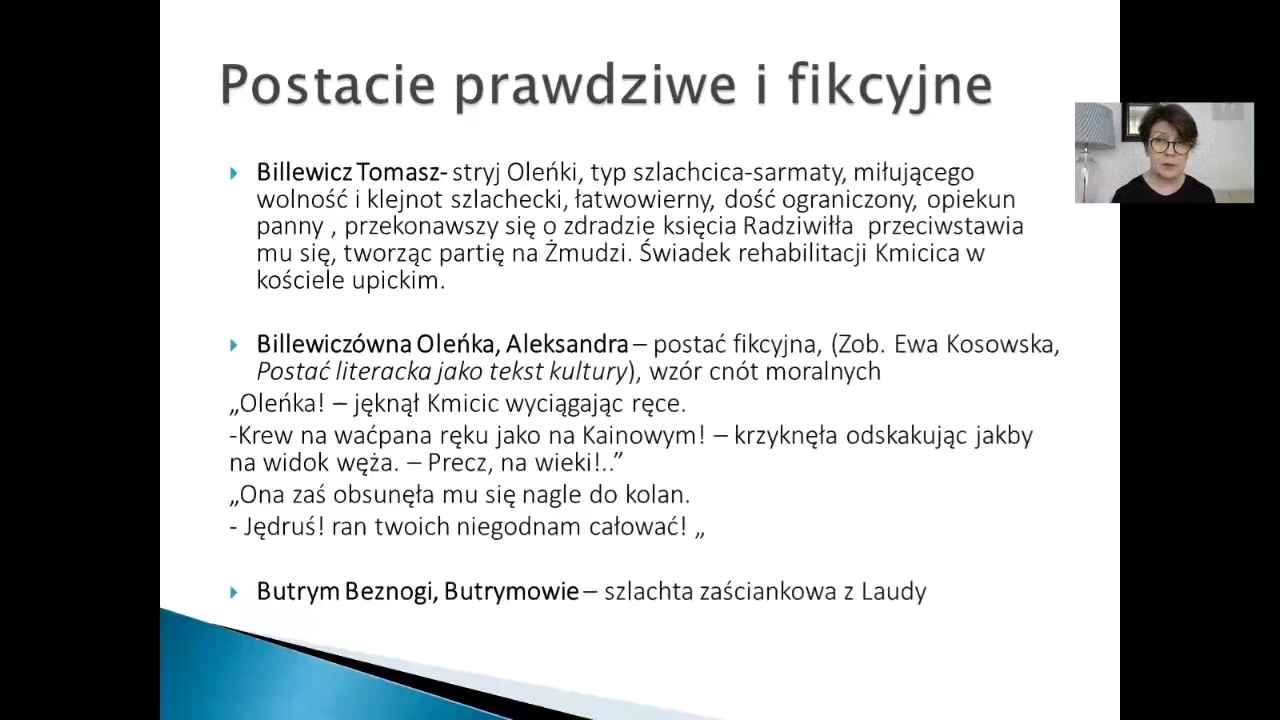 Postacie prawdziwe i fikcyjne
Billewicz Tomasz- stryj Oleńki, typ szlachcica-sarmaty, miłującego
wolność i klejnot szlachecki, łatwowierny, dość ograniczony, opiekun
panny , przekonawszy się o zdradzie księcia Radziwiłła przeciwstawia
mu się, tworząc partię na Żmudzi. Świadek rehabilitacji Kmicica w
kościele upickim.
Billewiczówna Oleńka, Aleksandra – postać fikcyjna, (Zob. Ewa Kosowska,
Postać literacka jako tekst kultury), wzór cnót moralnych
„Oleńka! – jęknął Kmicic wyciągając ręce.
-Krew na waćpana ręku jako na Kainowym! – krzyknęła odskakując jakby
na widok węża. – Precz, na wieki!..”
„Ona zaś obsunęła mu się nagle do kolan.
- Jędruś! ran twoich niegodnam całować! „
Butrym Beznogi, Butrymowie – szlachta zaściankowa z Laudy